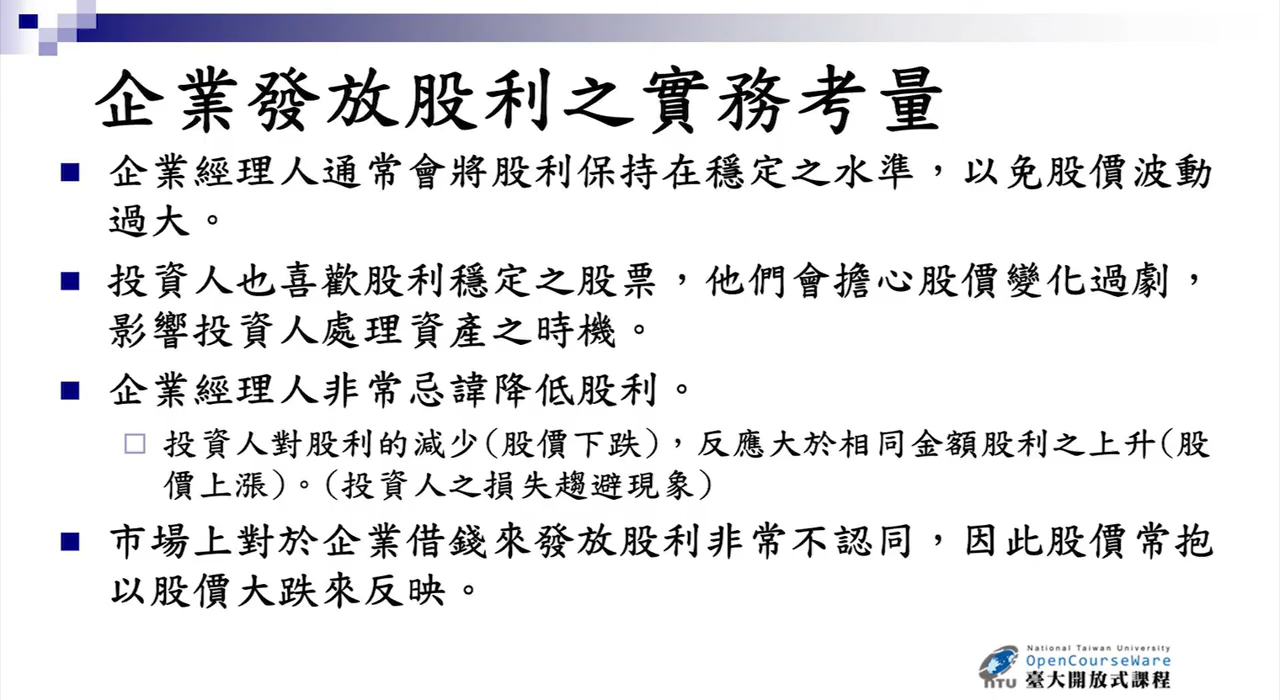 企業發放股利之實務考量
企業經理人通常會將股利保持在穩定之水準，以免股價波動
過大。
投資人也喜歡股利穩定之股票，他們會擔心股價變化過劇，
影響投資人處理資產之時機。
企業經理人非常忌諱降低股利。
投資人對股利的減少(股價下跌)，反應大於相同金額股利之上升(股
價上漲)。(投資人之損失趨避現象)
市場上對於企業借錢來發放股利非常不認同，因此股價常抱
以股價大跌來反映。
National Taiwan University
OpenCourseWare
NTU 臺大開放式課程